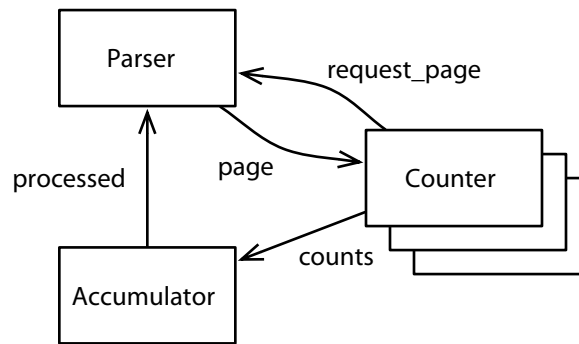 Parser
request_page
processed
page
Counter
counts
Accumulator